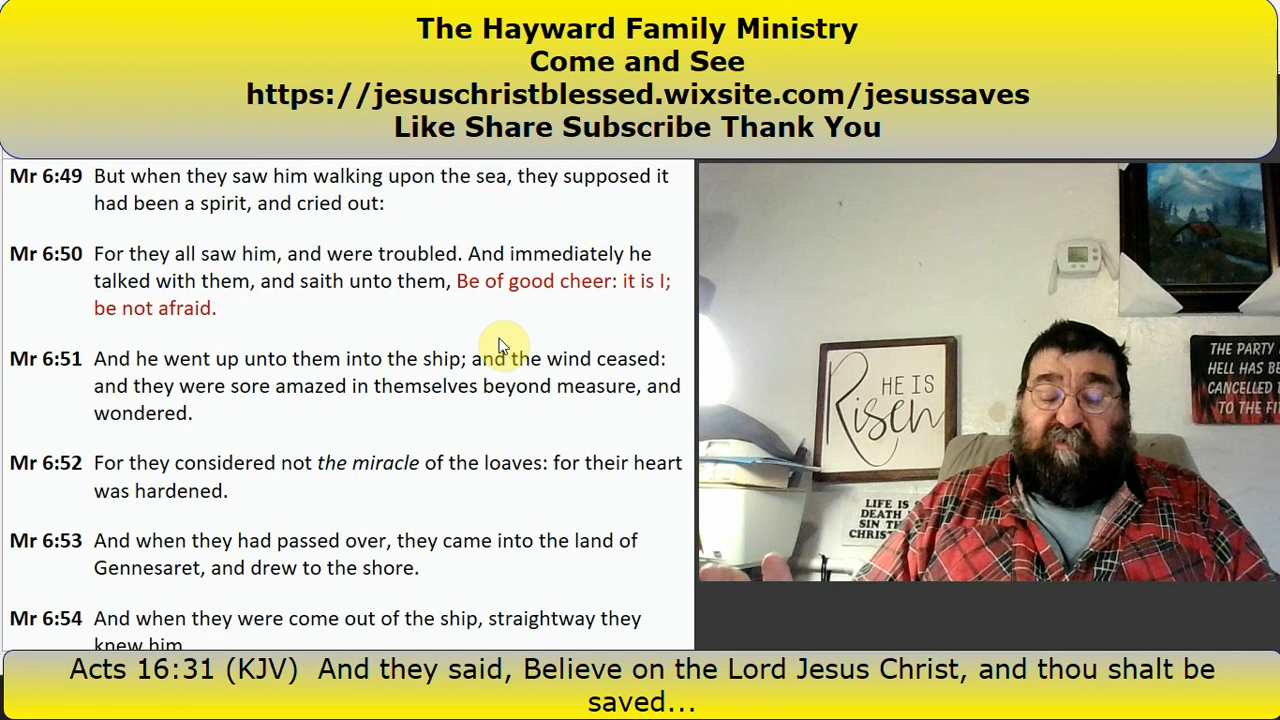 The Hayward Family Ministry
Come and See
https://jesuschristblessed.wixsite.com/jesussaves
Like Share Subscribe Thank You
Mr 6:49 But when they saw him walking upon the sea, they supposed it
had been a spirit, and cried out:
Mr 6:50 For they all saw him, and were troubled. And immediately he
talked with them, and saith unto them, Be of good cheer: it is I;
be not afraid.
Mr 6:51 And he went up unto them into the ship; and the wind ceased:
and they were sore amazed in themselves beyond measure, and
wondered.
Mr 6:52 For they considered not the miracle of the loaves: for their heart
was hardened.
Mr 6:53 And when they had passed over, they came into the land of
Gennesaret, and drew to the shore.
Mr 6:54 And when they were come out of the ship, straightway they
knew him
HE IS
Risen
THE PARTY
HELL HAS BE
CANCELLED
TO THE FI
LIFE IS
DEATH
SIN TH
CHRIST
Acts 16:31 (KJV) And they said, Believe on the Lord Jesus Christ, and thou shalt be
saved...